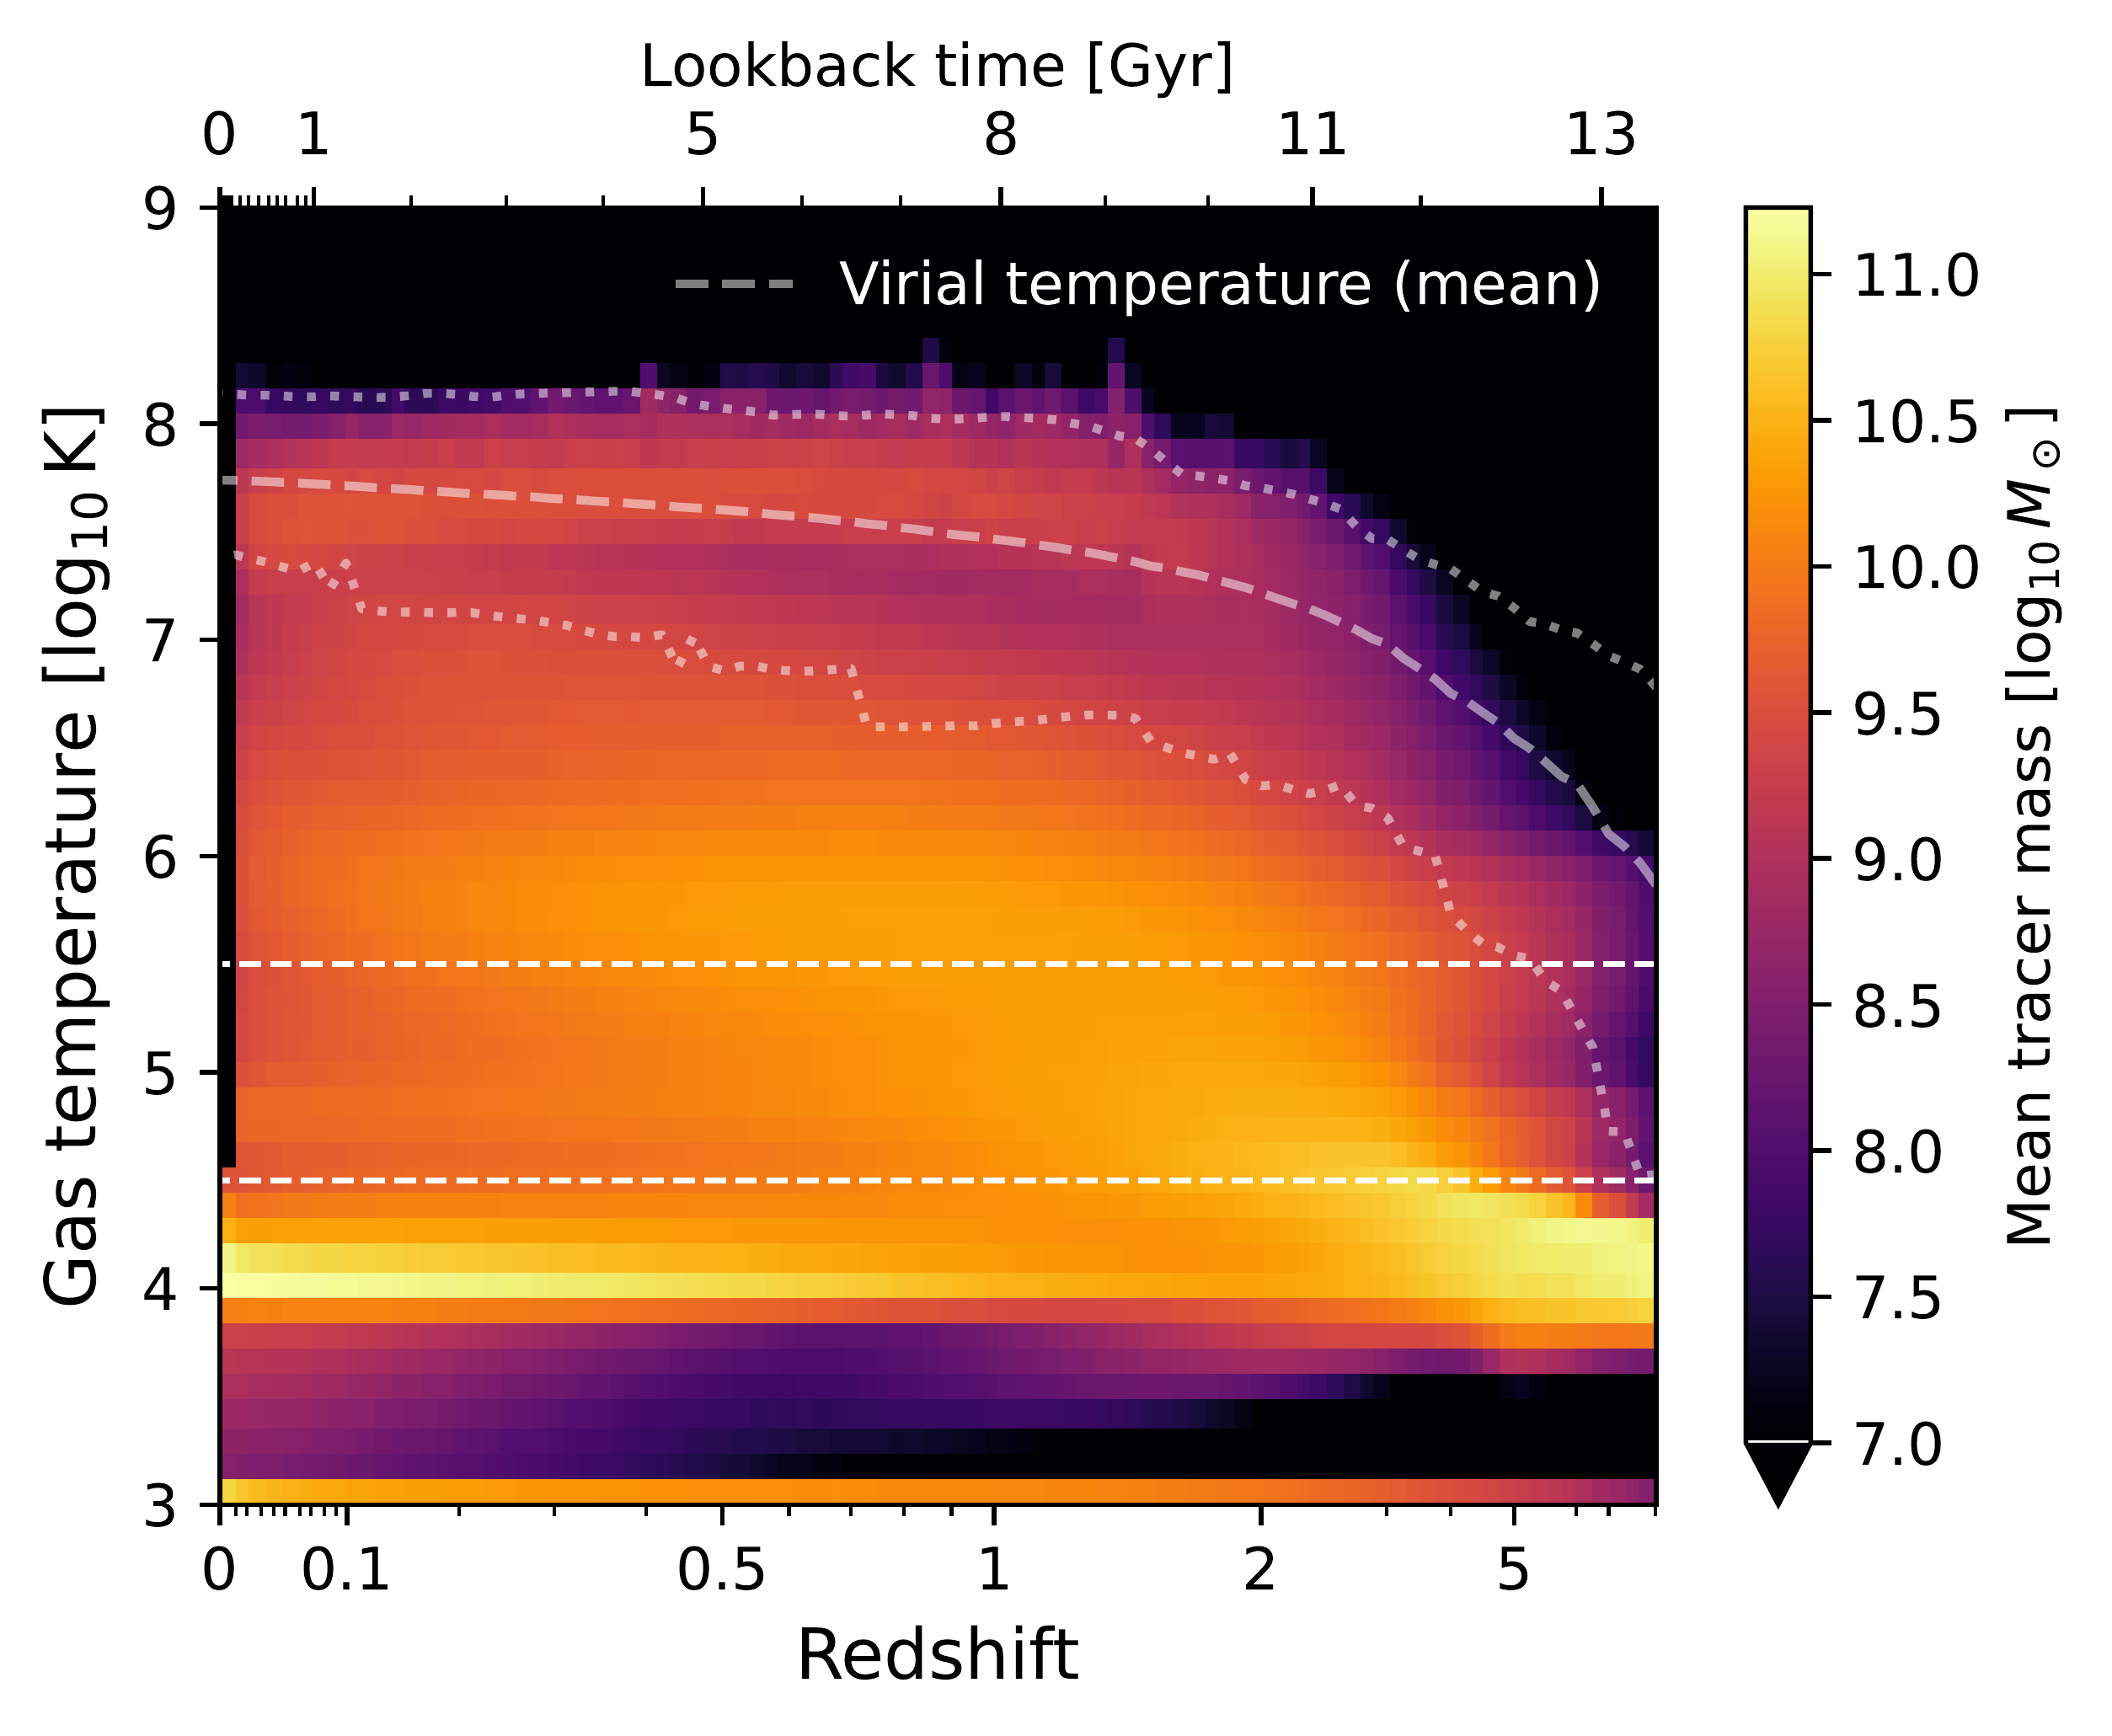 Lookback time [Gyr]
0 1 5 8 11 13
Virial temperature (mean)
9
8
7
6
5
4
3
Gas temperature [log₁₀ K]
0 0.1 0.5 1 2 5
Redshift
11.0
10.5
10.0
9.5
9.0
8.5
8.0
7.5
7.0
Mean tracer mass [log₁₀ M⊙]